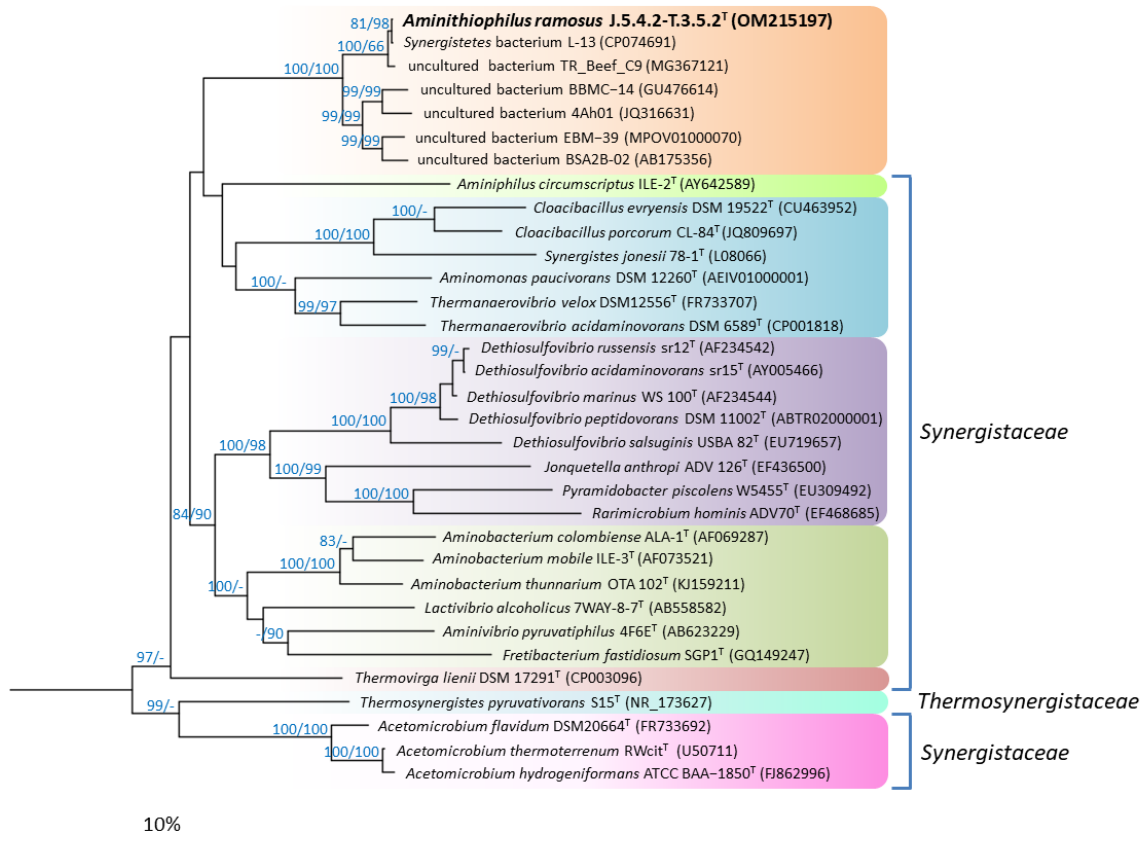 81/98
Aminithiophilus ramosus J.5.4.2-T.3.5.2ᵀ (OM215197)
100/66
Synergistetes bacterium L-13 (CP074691)
100/100
uncultured bacterium TR_Beef_C9 (MG367121)
99/99
uncultured bacterium BBMC−14 (GU476614)
99/99
uncultured bacterium 4Ah01 (JQ316631)
99/99
uncultured bacterium EBM−39 (MPOV01000070)
uncultured bacterium BSA2B-02 (AB175356)
Aminiphilus circumscriptus ILE-2ᵀ (AY642589)
100/-
Cloacibacillus evryensis DSM 19522ᵀ (CU463952)
100/100
Cloacibacillus porcorum CL-84ᵀ(JQ809697)
Synergistes jonesii 78-1ᵀ (L08066)
100/-
Aminomonas paucivorans DSM 12260ᵀ (AEIV01000001)
99/97
Thermanaerovibrio velox DSM12556ᵀ (FR733707)
Thermanaerovibrio acidaminovorans DSM 6589ᵀ (CP001818)
99/-
Dethiosulfovibrio russensis sr12ᵀ (AF234542)
Dethiosulfovibrio acidaminovorans sr15ᵀ (AY005466)
100/98
Dethiosulfovibrio marinus WS 100ᵀ (AF234544)
100/100
Dethiosulfovibrio peptidovorans DSM 11002ᵀ (ABTR02000001)
Synergistaceae
100/98
Dethiosulfovibrio salsuginis USBA 82ᵀ (EU719657)
100/99
Jonquetella anthropi ADV 126ᵀ (EF436500)
100/100
Pyramidobacter piscolens W5455ᵀ (EU309492)
84/90
Rarimicrobium hominis ADV70ᵀ (EF468685)
83/-
Aminobacterium colombiense ALA-1ᵀ (AF069287)
100/100
Aminobacterium mobile ILE-3ᵀ (AF073521)
100/-
Aminobacterium thunnarium OTA 102ᵀ (KJ159211)
Lactivibrio alcoholicus 7WAY-8-7ᵀ (AB558582)
-/90
Aminivibrio pyruvatiphilus 4F6Eᵀ (AB623229)
97/-
Fretibacterium fastidiosum SGP1ᵀ (GQ149247)
Thermovirga lienii DSM 17291ᵀ (CP003096)
99/-
Thermosynergistes pyruvativorans S15ᵀ (NR_173627)
Thermosynergistaceae
100/100
Acetomicrobium flavidum DSM20664ᵀ (FR733692)
100/100
Acetomicrobium thermoterrenum RWcitᵀ (U50711)
Synergistaceae
Acetomicrobium hydrogeniformans ATCC BAA−1850ᵀ (FJ862996)
10%